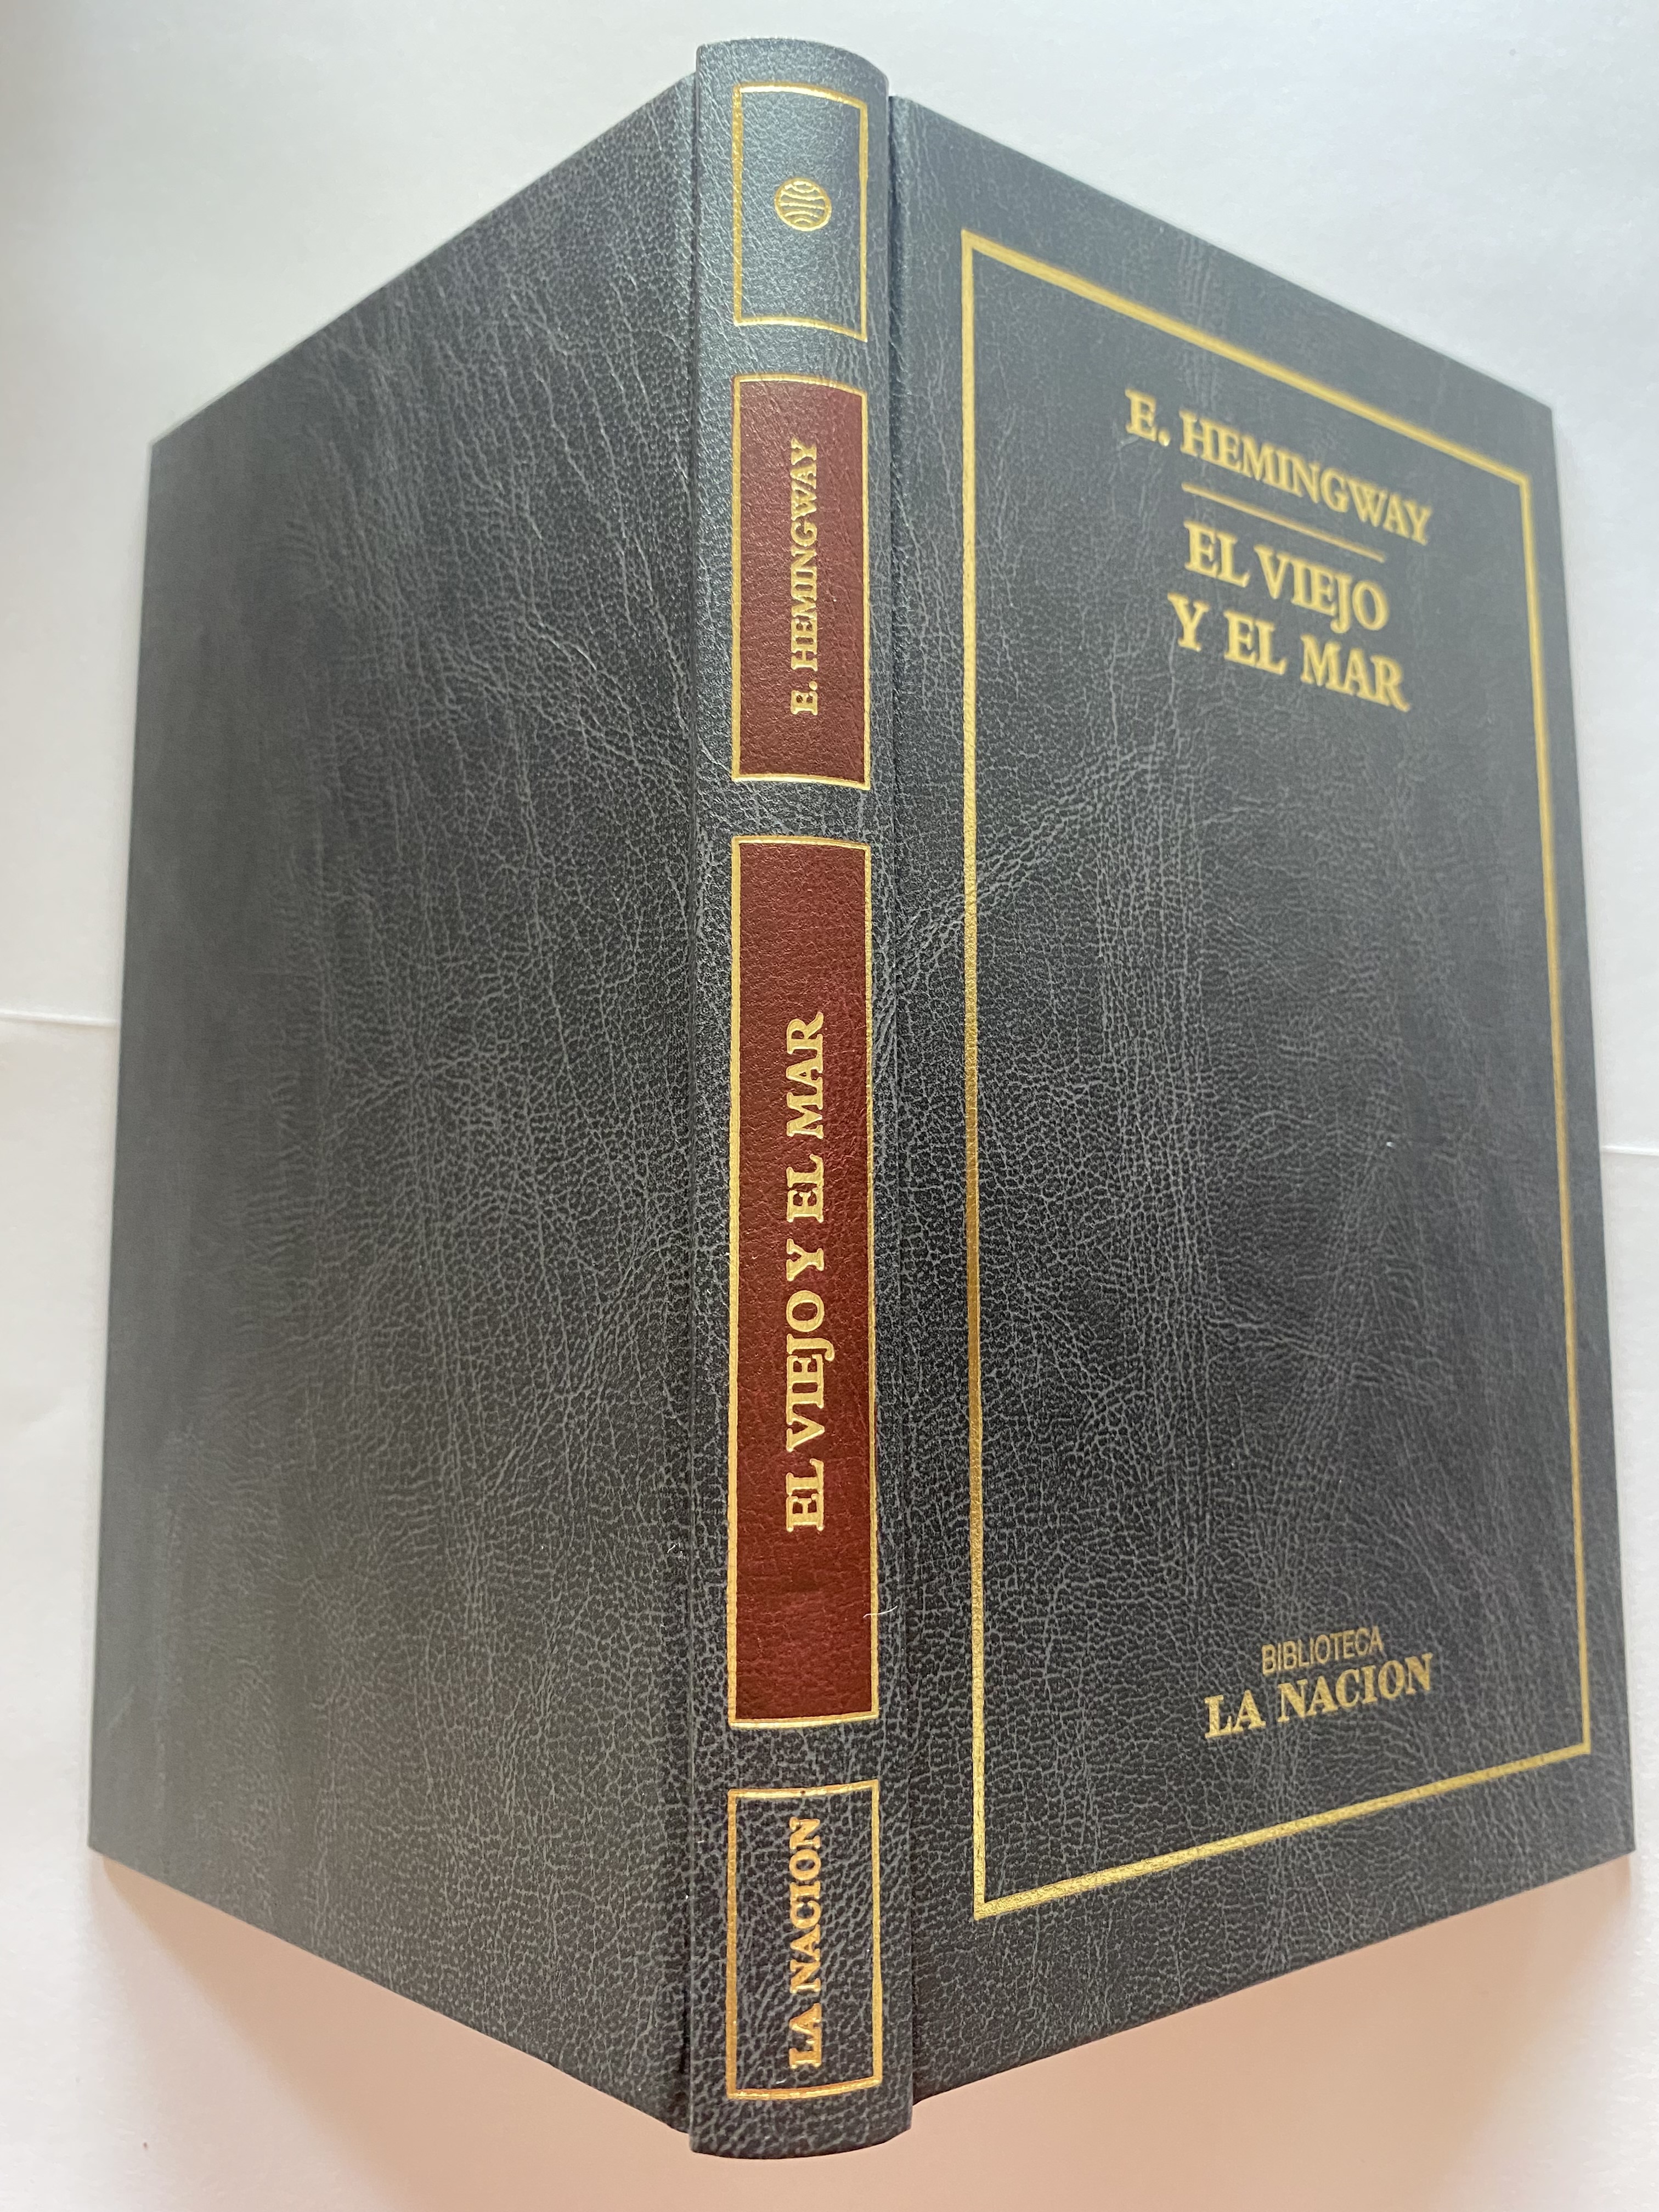 E. HEMINGWAY
EL VIEJO Y EL MAR
LA NACION
E. HEMINGWAY
EL VIEJO
Y EL MAR
BIBLIOTECA
LA NACION